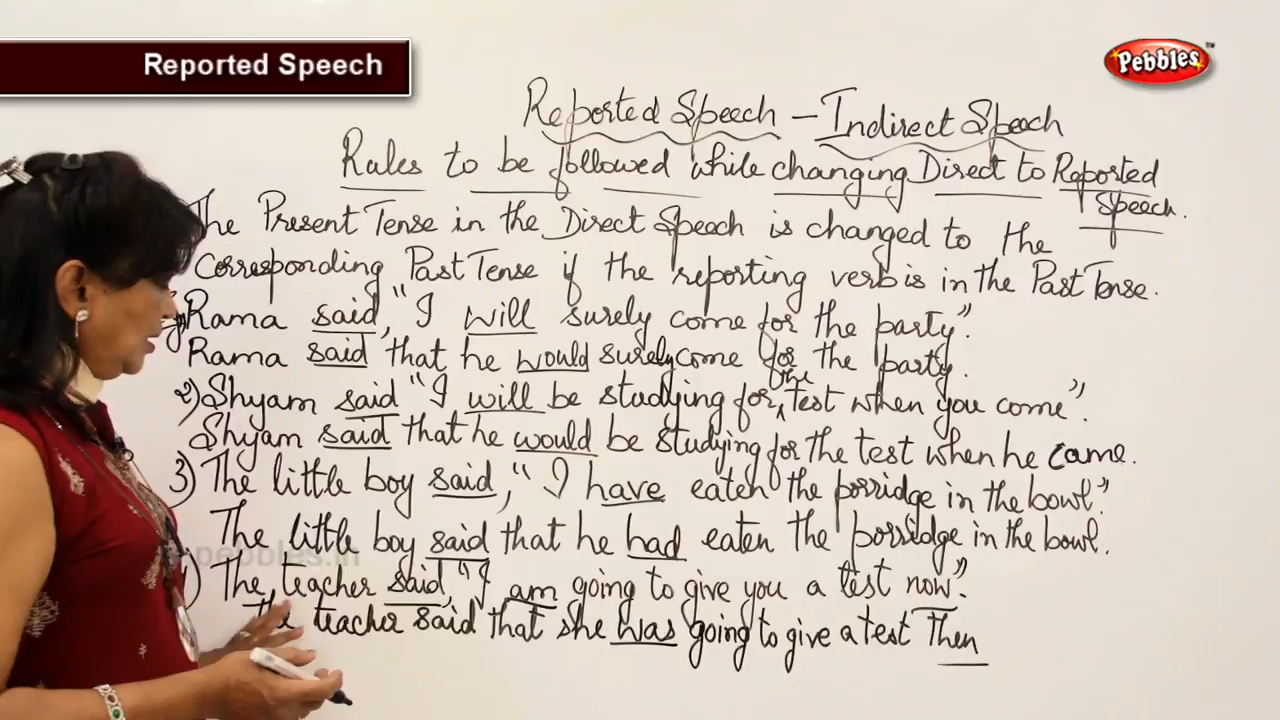 Reported Speech
Pebbles™
Reported Speech – Indirect Speech
Rules to be followed while changing Direct to Reported
Speech.
The Present Tense in the Direct Speech is changed to the
Corresponding Past Tense if the reporting verb is in the Past Tense.
Rama said, "I will surely come for the party".
Rama said that he would surely come for the party.
2) Shyam said "I will be studying for the test when you come".
Shyam said that he would be studying for the test when he came.
3) The little boy said, "I have eaten the porridge in the bowl."
The little boy said that he had eaten the porridge in the bowl.
The teacher said, "I am going to give you a test now".
The teacher said that she was going to give a test Then